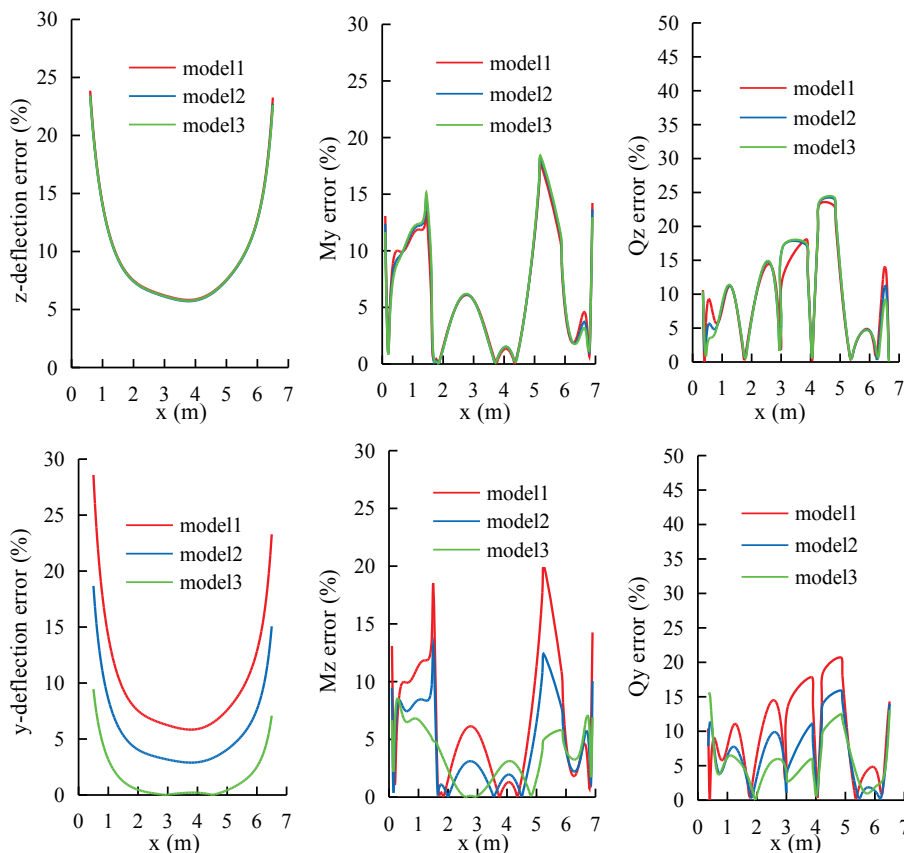 z-deflection error (%)
30
25
20
15
10
5
0
model1
model2
model3
0 1 2 3 4 5 6 7
x (m)
My error (%)
30
25
20
15
10
5
0
model1
model2
model3
0 1 2 3 4 5 6 7
x (m)
Qz error (%)
50
45
40
35
30
25
20
15
10
5
0
model1
model2
model3
0 1 2 3 4 5 6 7
x (m)
y-deflection error (%)
30
25
20
15
10
5
0
model1
model2
model3
0 1 2 3 4 5 6 7
x (m)
Mz error (%)
30
25
20
15
10
5
0
model1
model2
model3
0 1 2 3 4 5 6 7
x (m)
Qy error (%)
50
45
40
35
30
25
20
15
10
5
0
model1
model2
model3
0 1 2 3 4 5 6 7
x (m)